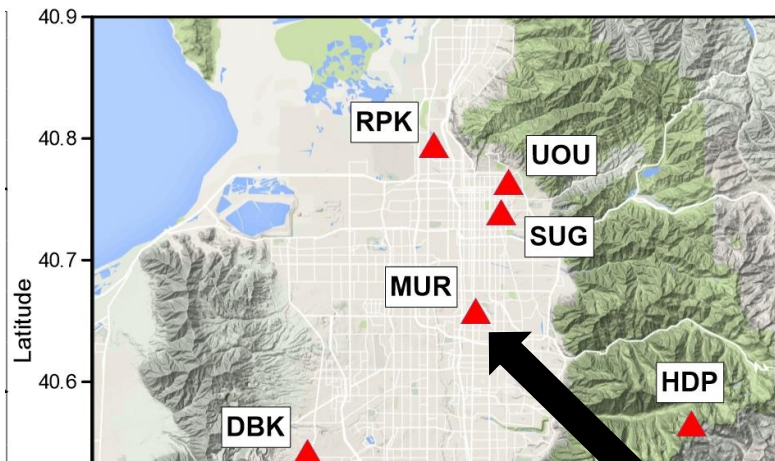 40.9
RPK
40.8
UOU
SUG
40.7
MUR
Latitude
40.6
HDP
DBK